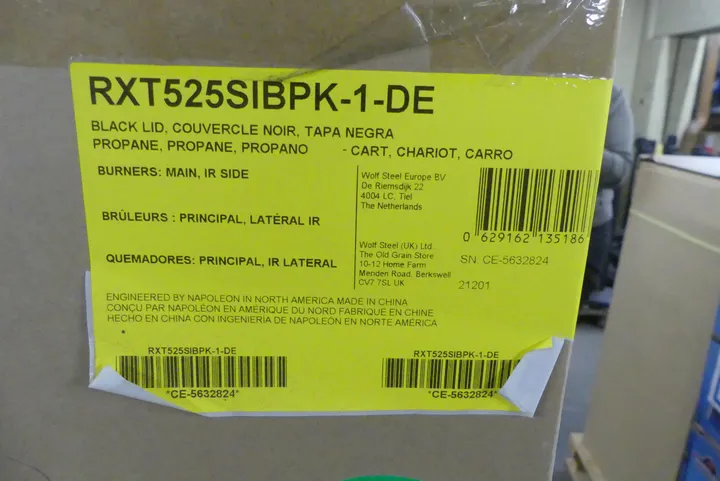 RXT525SIBPK-1-DE
BLACK LID, COUVERCLE NOIR, TAPA NEGRA
PROPANE, PROPANE, PROPANO - CART, CHARIOT, CARRO
BURNERS: MAIN, IR SIDE
BRÛLEURS : PRINCIPAL, LATÉRAL IR
QUEMADORES: PRINCIPAL, IR LATERAL
Wolf Steel Europe BV
De Riemsdijk 22
4004 LC, Tiel
The Netherlands
Wolf Steel (UK) Ltd.
The Old Grain Store
10-12 Home Farm
Meriden Road. Berkswell
CV7 7SL UK
0 629162 135186
SN. CE-5632824
21201
ENGINEERED BY NAPOLEON IN NORTH AMERICA MADE IN CHINA
CONÇU PAR NAPOLÉON EN AMÉRIQUE DU NORD FABRIQUE EN CHINE
HECHO EN CHINA CON INGENIERÍA DE NAPOLEÓN EN NORTE AMÉRICA
RXT525SIBPK-1-DE
*CE-5632824*
RXT525SIBPK-1-DE
*CE-5632824*